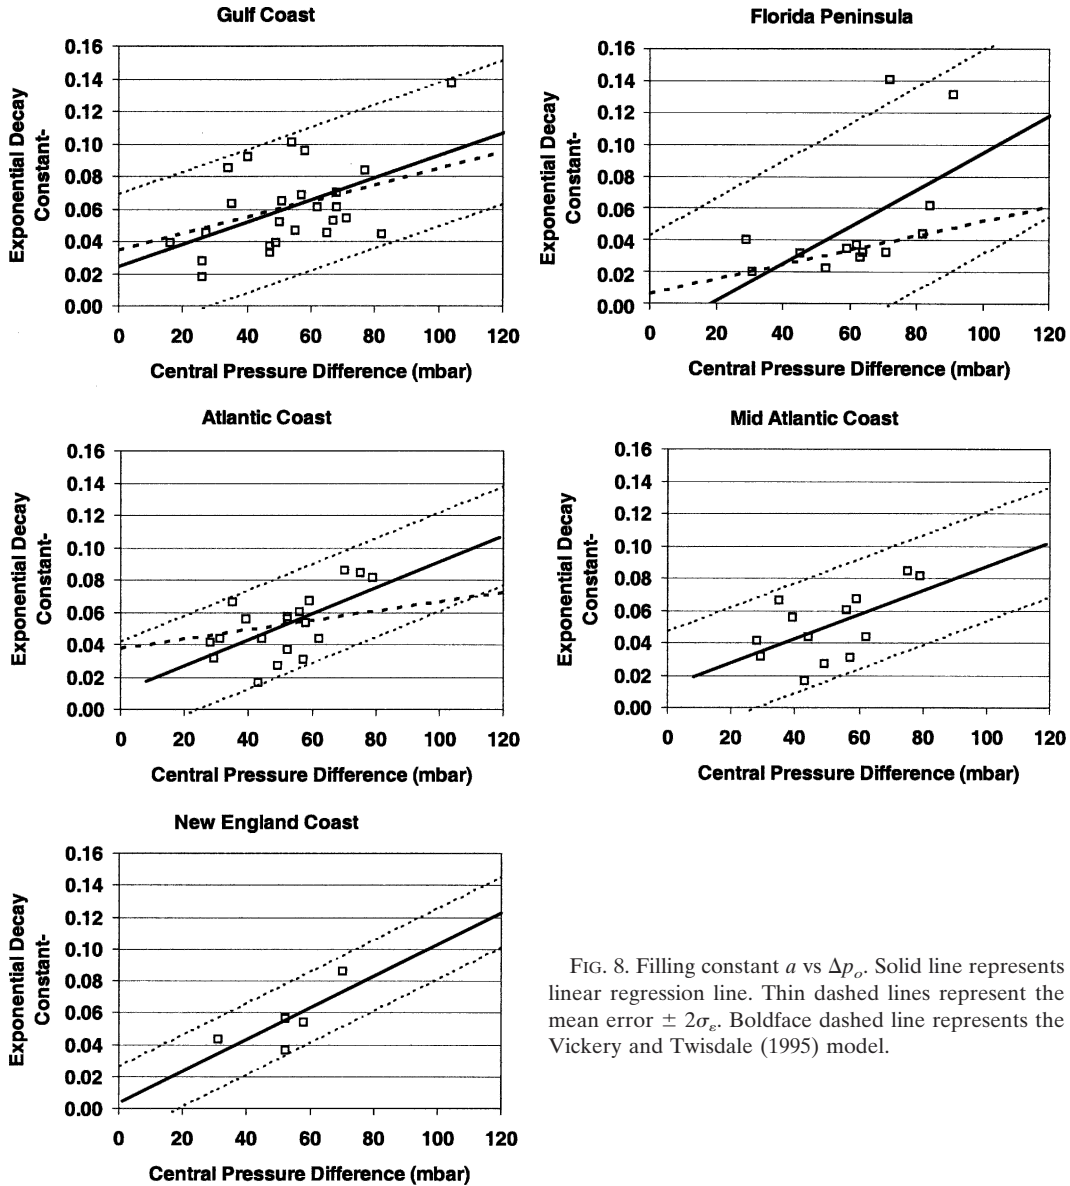 Gulf Coast
Exponential Decay
Constant-
0.16
0.14
0.12
0.10
0.08
0.06
0.04
0.02
0.00
0 20 40 60 80 100 120
Central Pressure Difference (mbar)
Florida Peninsula
Exponential Decay
Constant-
0.16
0.14
0.12
0.10
0.08
0.06
0.04
0.02
0.00
0 20 40 60 80 100 120
Central Pressure Difference (mbar)
Atlantic Coast
Exponential Decay
Constant-
0.16
0.14
0.12
0.10
0.08
0.06
0.04
0.02
0.00
0 20 40 60 80 100 120
Central Pressure Difference (mbar)
Mid Atlantic Coast
Exponential Decay
Constant-
0.16
0.14
0.12
0.10
0.08
0.06
0.04
0.02
0.00
0 20 40 60 80 100 120
Central Pressure Difference (mbar)
New England Coast
Exponential Decay
Constant-
0.16
0.14
0.12
0.10
0.08
0.06
0.04
0.02
0.00
0 20 40 60 80 100 120
Central Pressure Difference (mbar)
FIG. 8. Filling constant a vs Δpₒ. Solid line represents
linear regression line. Thin dashed lines represent the
mean error ± 2σ_ε. Boldface dashed line represents the
Vickery and Twisdale (1995) model.